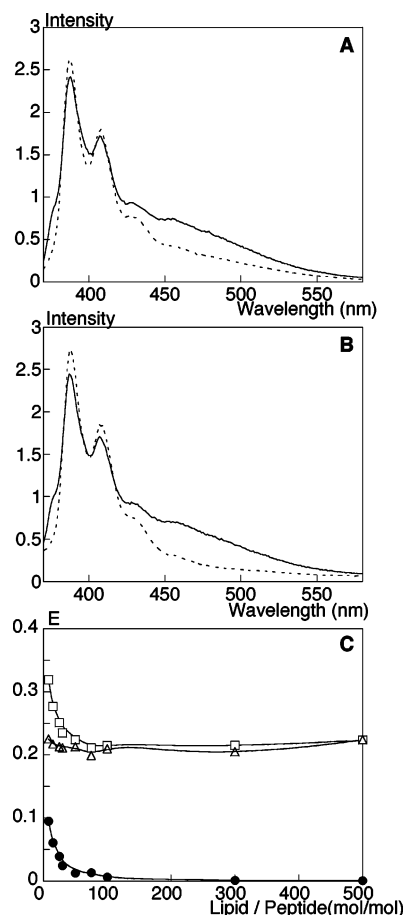 Intensity
A
3
2.5
2
1.5
1
0.5
0
400 450 500 550
Wavelength (nm)
Intensity
B
3
2.5
2
1.5
1
0.5
0
400 450 500 550
Wavelength (nm)
E
C
0.4
0.3
0.2
0.1
0
0 100 200 300 400 500
Lipid / Peptide(mol/mol)